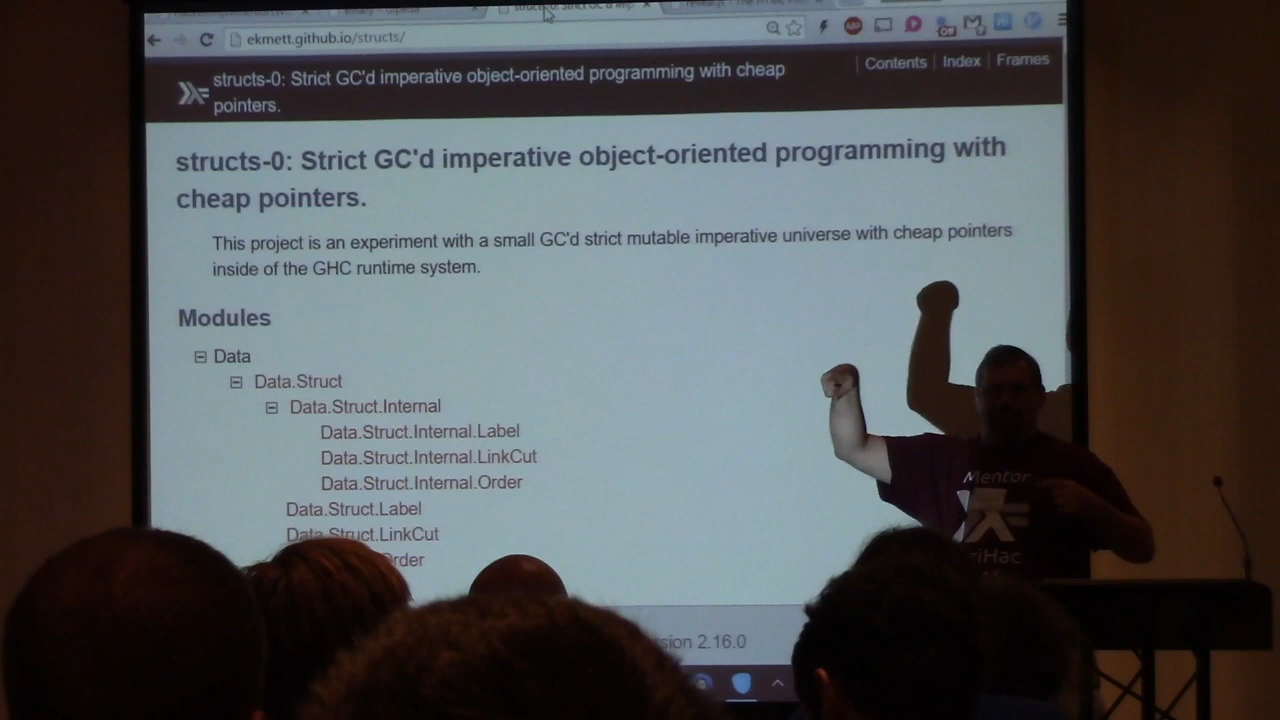 ekmett.github.io/structs/
structs-0: Strict GC'd imperative object-oriented programming with cheap
pointers.
Contents Index Frames
structs-0: Strict GC'd imperative object-oriented programming with
cheap pointers.
This project is an experiment with a small GC'd strict mutable imperative universe with cheap pointers
inside of the GHC runtime system.
Modules
Data
Data.Struct
Data.Struct.Internal
Data.Struct.Internal.Label
Data.Struct.Internal.LinkCut
Data.Struct.Internal.Order
Data.Struct.Label
Data.Struct.LinkCut
Order
2.16.0
Mentor